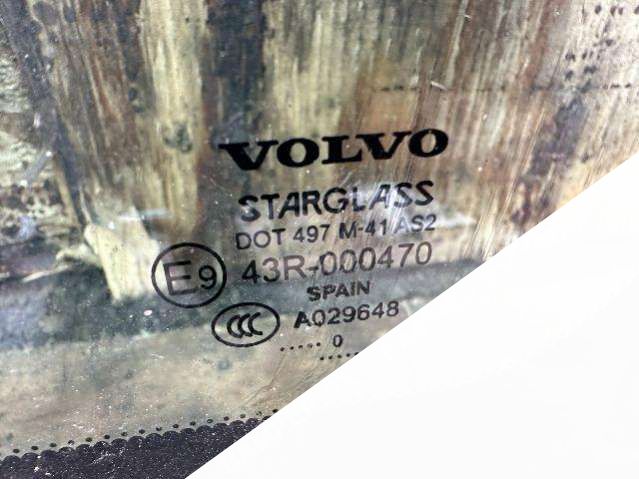 VOLVO
STARGLASS
DOT 497 M-41 AS2
E9 43R-000470
SPAIN
CCC A029648
..... 0
.....